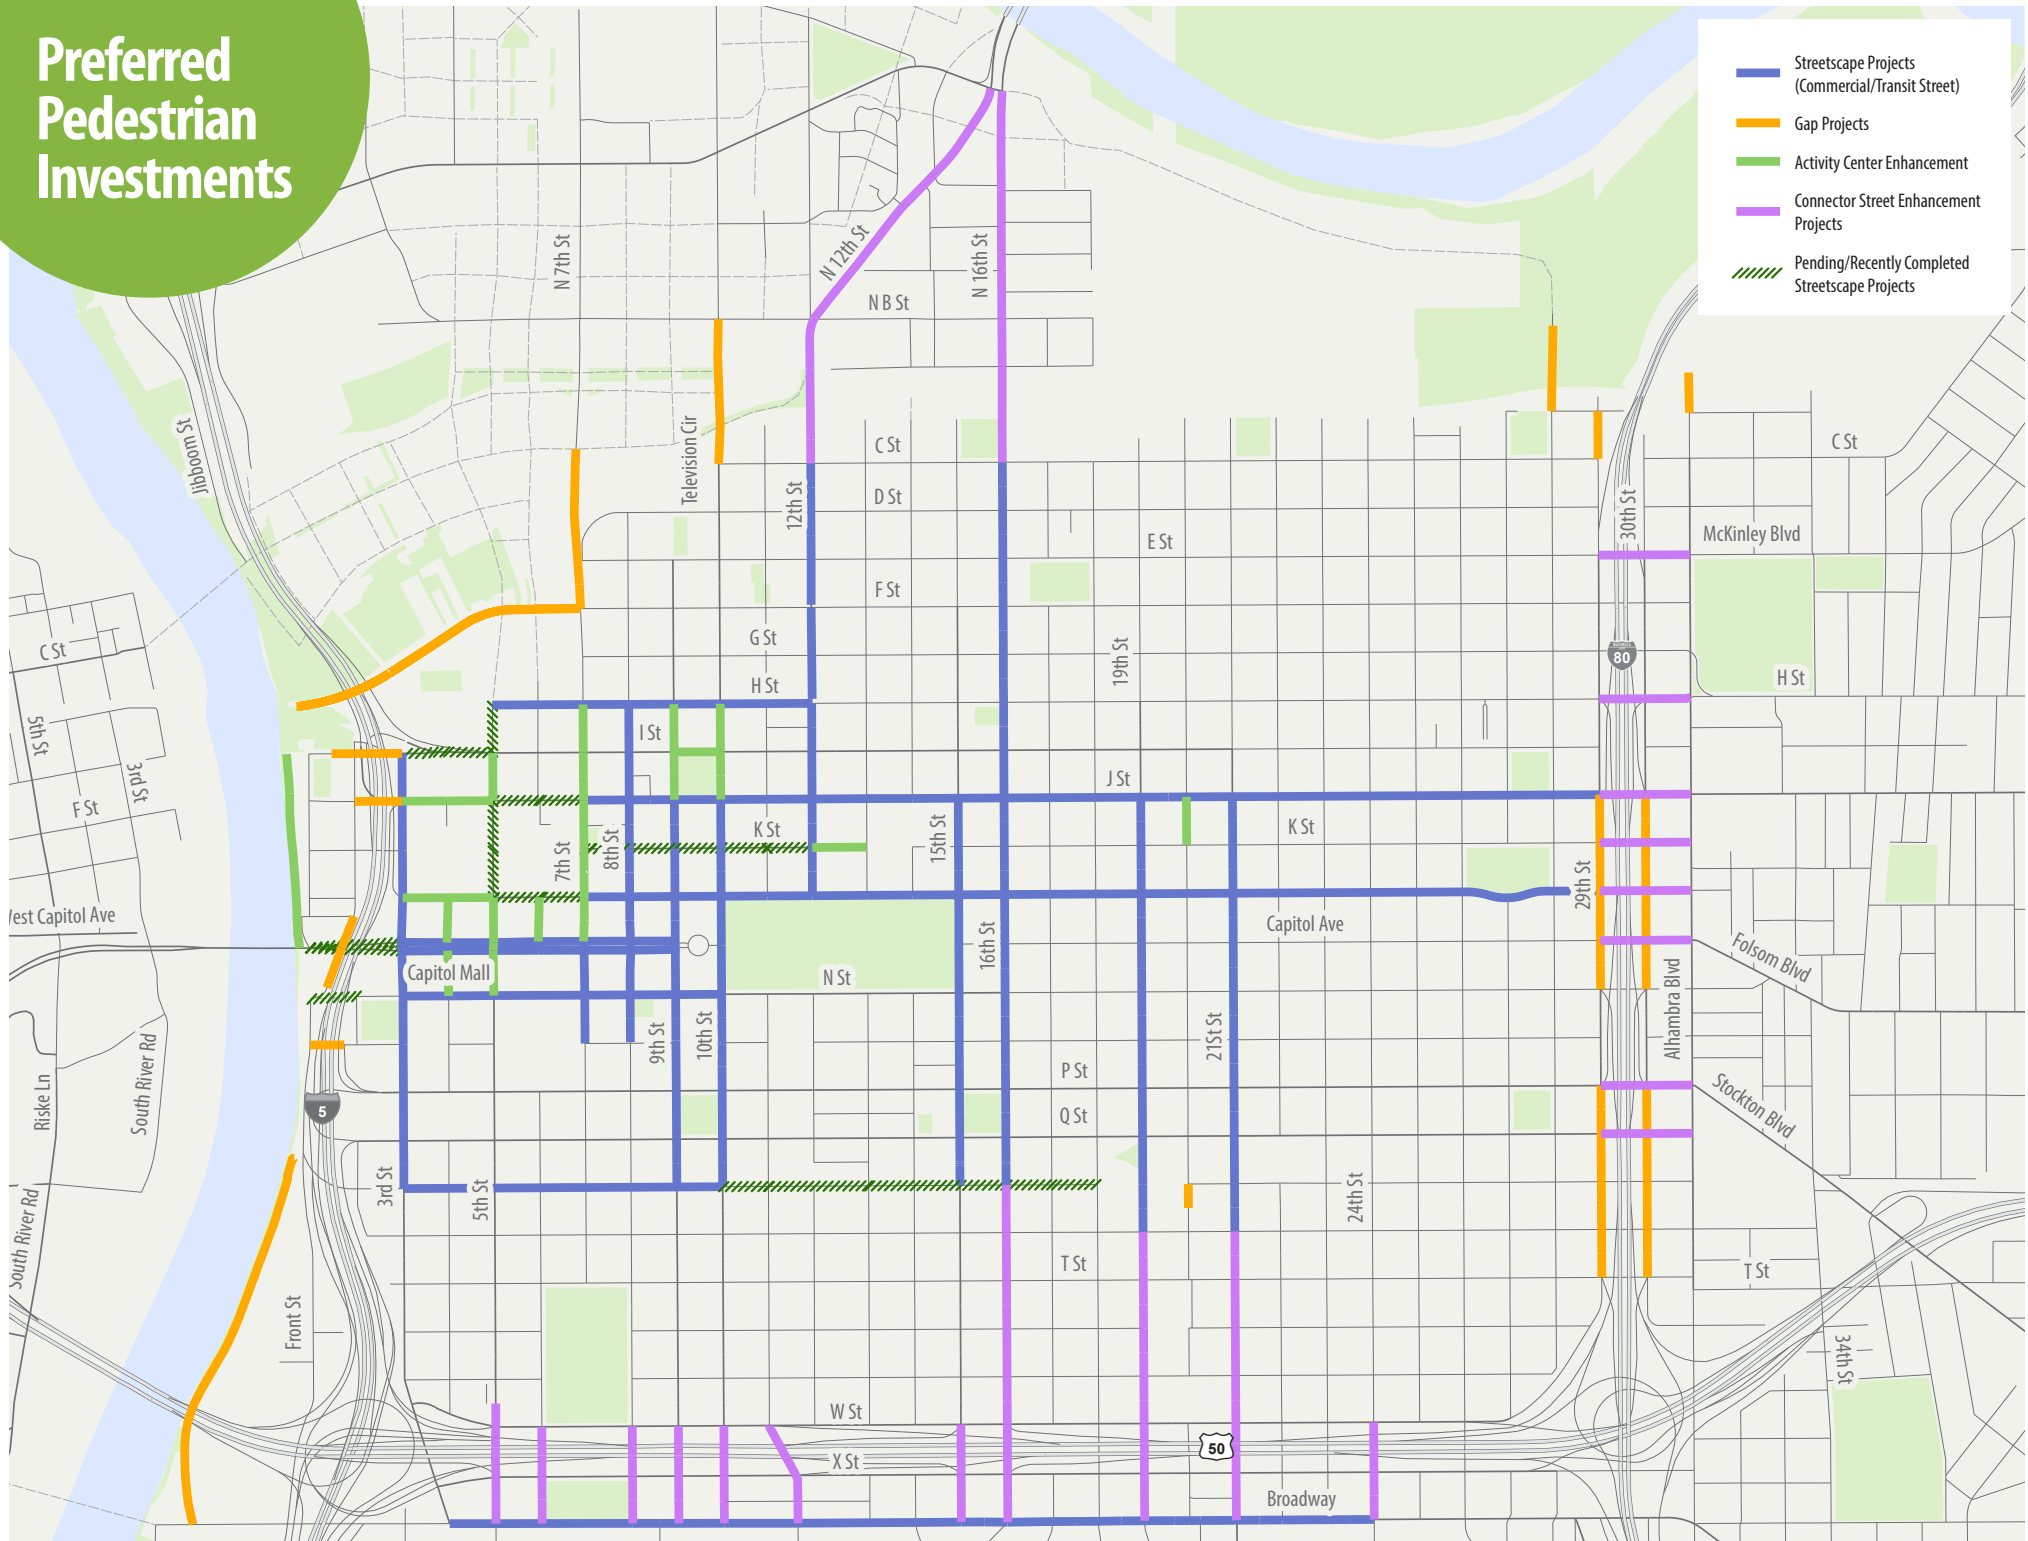 Preferred
Pedestrian
Investments
Streetscape Projects
(Commercial/Transit Street)
Gap Projects
Activity Center Enhancement
Connector Street Enhancement
Projects
Pending/Recently Completed
Streetscape Projects
N 7th St
N 12th St
N 16th St
N B St
Jibboom St
Television Cir
12th St
C St
D St
E St
F St
G St
H St
I St
J St
K St
K St
19th St
30th St
C St
McKinley Blvd
80
H St
C St
5th St
3rd St
F St
West Capitol Ave
7th St
8th St
15th St
16th St
29th St
Capitol Ave
Capitol Mall
N St
9th St
10th St
21St St
Alhambra Blvd
Folsom Blvd
Stockton Blvd
P St
Q St
5
Riske Ln
South River Rd
South River Rd
3rd St
5th St
24th St
T St
T St
Front St
34th St
W St
X St
50
Broadway